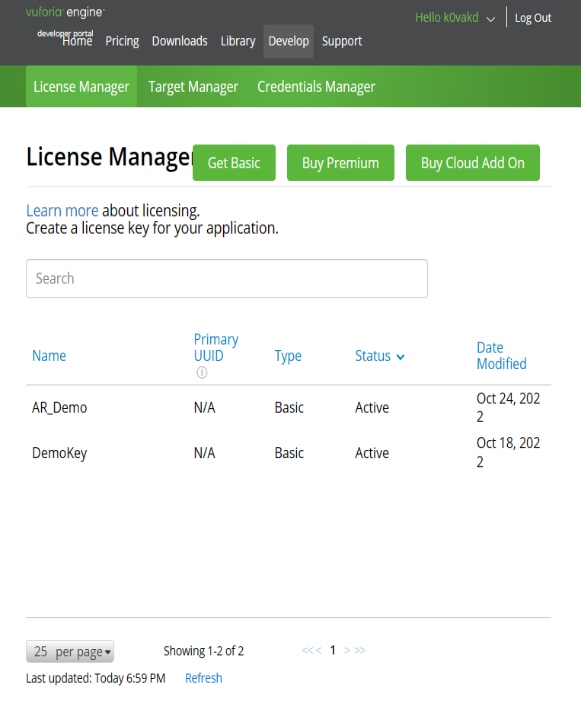 vuforia engine
developer portal
Hello k0vakd
Log Out
Home Pricing Downloads Library Develop Support
License Manager Target Manager Credentials Manager
License Manager
Get Basic
Buy Premium
Buy Cloud Add On
Learn more about licensing.
Create a license key for your application.
Search
Name Primary UUID Type Status Date Modified
AR_Demo N/A Basic Active Oct 24, 2022
DemoKey N/A Basic Active Oct 18, 2022
25 per page Showing 1-2 of 2 << < 1 > >>
Last updated: Today 6:59 PM Refresh